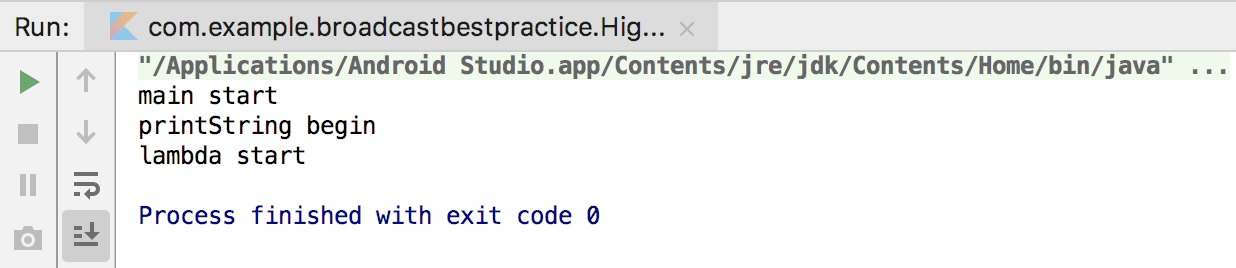 Run: com.example.broadcastbestpractice.Hig...
"/Applications/Android Studio.app/Contents/jre/jdk/Contents/Home/bin/java" ...
main start
printString begin
lambda start
Process finished with exit code 0